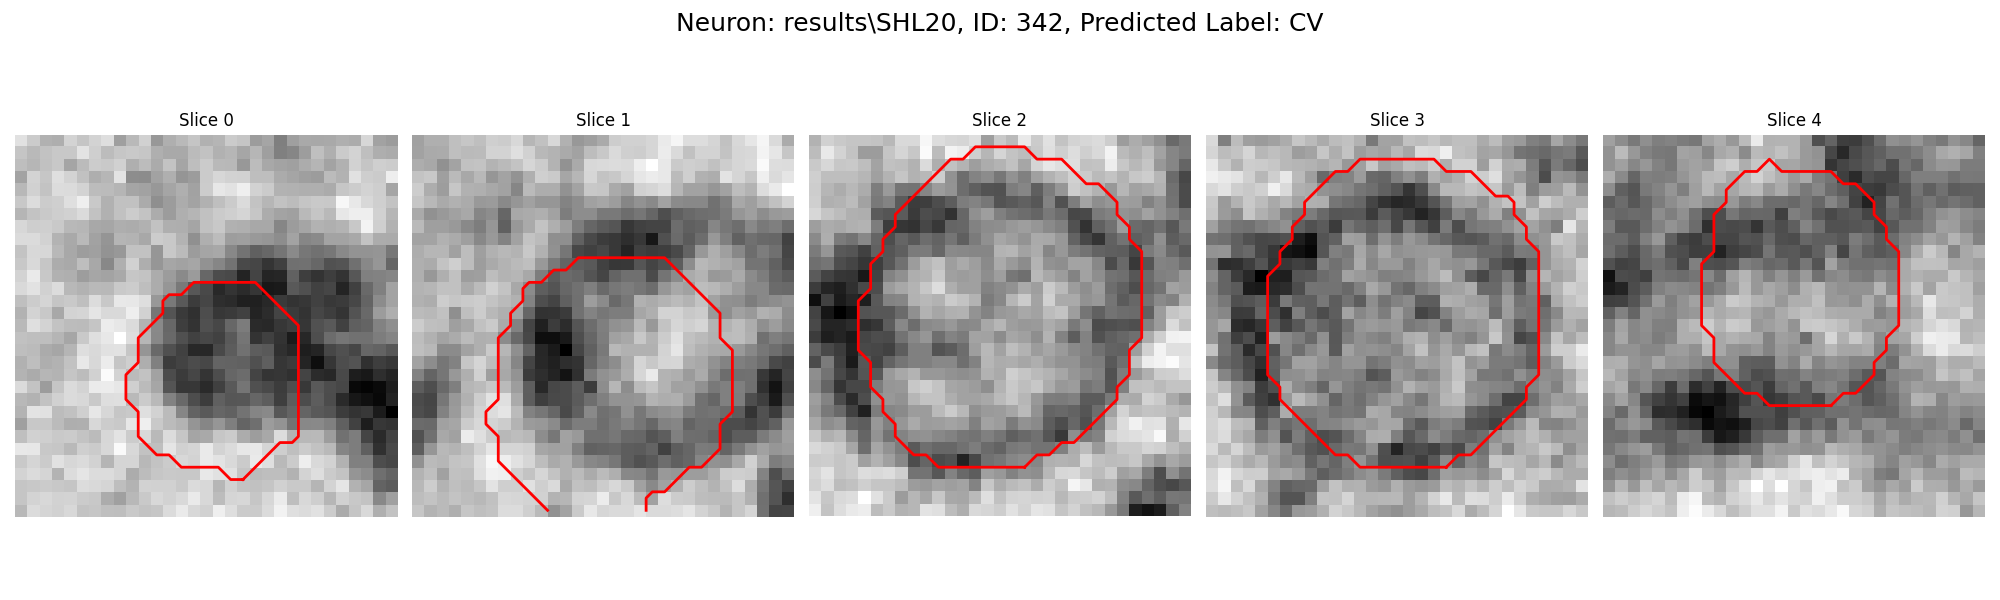 Neuron: results\SHL20, ID: 342, Predicted Label: CV
Slice 0
Slice 1
Slice 2
Slice 3
Slice 4